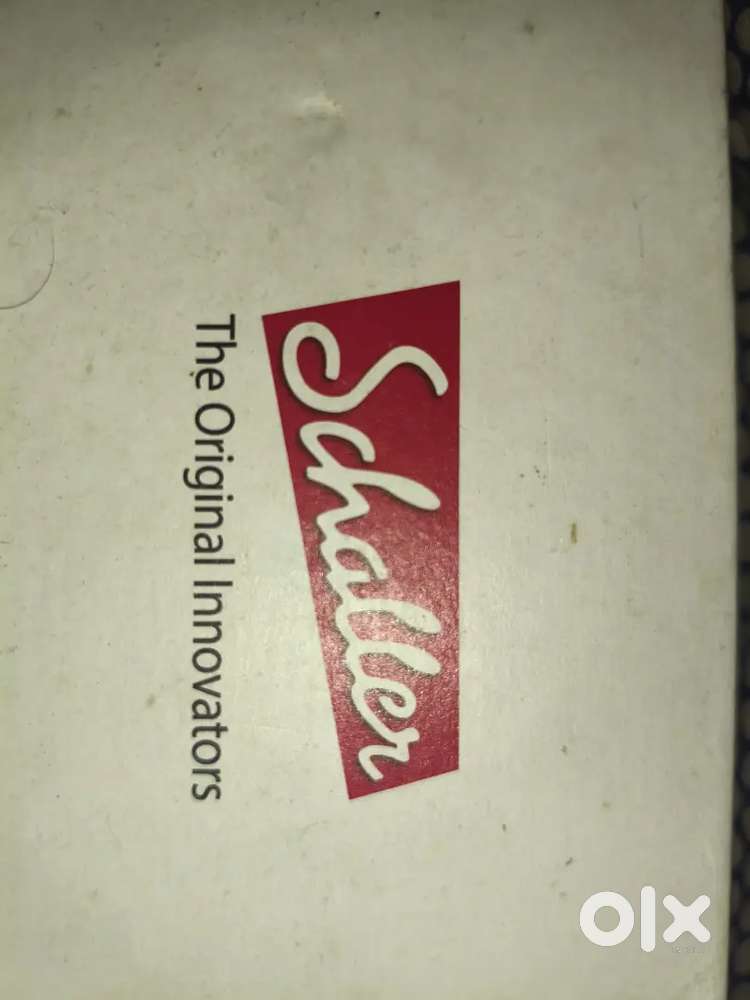 Schaller
The Original Innovators
olx